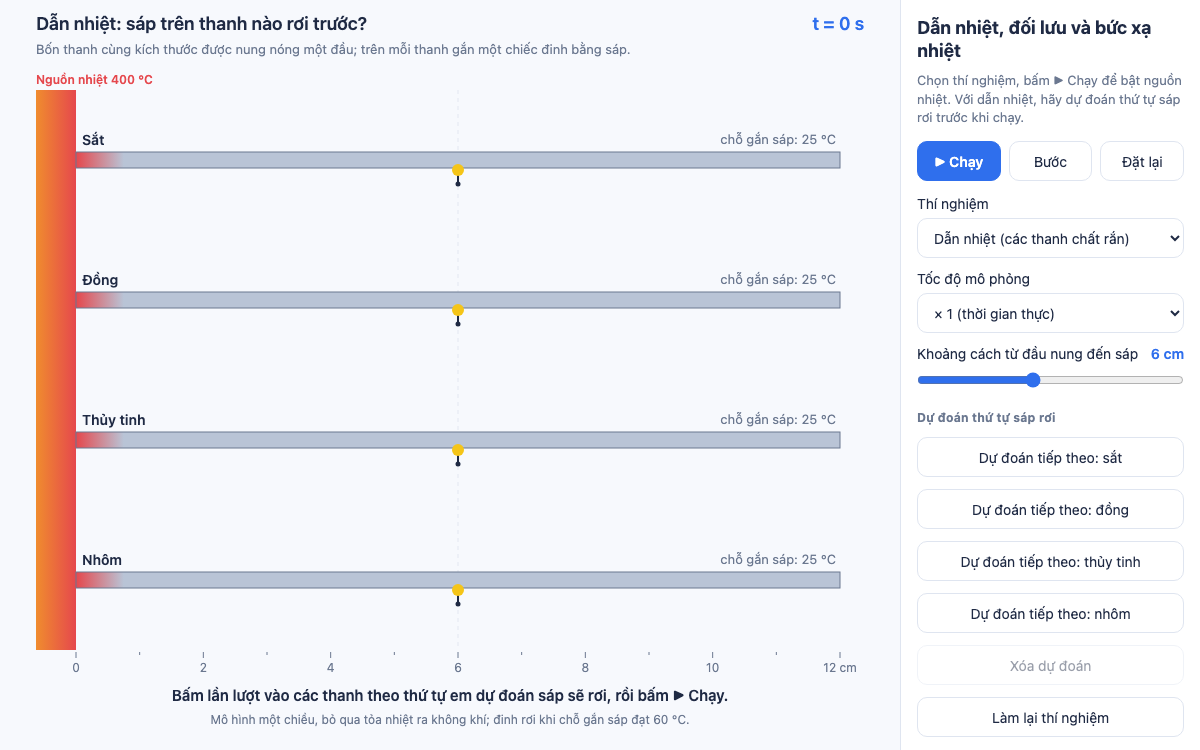 Dẫn nhiệt: sáp trên thanh nào rơi trước?
t = 0 s
Bốn thanh cùng kích thước được nung nóng một đầu; trên mỗi thanh gắn một chiếc đinh bằng sáp.
Nguồn nhiệt 400 °C
Sắt
chỗ gắn sáp: 25 °C
Đồng
chỗ gắn sáp: 25 °C
Thủy tinh
chỗ gắn sáp: 25 °C
Nhôm
chỗ gắn sáp: 25 °C
0 2 4 6 8 10 12 cm
Bấm lần lượt vào các thanh theo thứ tự em dự đoán sáp sẽ rơi, rồi bấm ▶ Chạy.
Mô hình một chiều, bỏ qua tỏa nhiệt ra không khí; đinh rơi khi chỗ gắn sáp đạt 60 °C.
Dẫn nhiệt, đối lưu và bức xạ
nhiệt
Chọn thí nghiệm, bấm ▶ Chạy để bật nguồn
nhiệt. Với dẫn nhiệt, hãy dự đoán thứ tự sáp
rơi trước khi chạy.
▶ Chạy
Bước
Đặt lại
Thí nghiệm
Dẫn nhiệt (các thanh chất rắn)
Tốc độ mô phỏng
× 1 (thời gian thực)
Khoảng cách từ đầu nung đến sáp 6 cm
Dự đoán thứ tự sáp rơi
Dự đoán tiếp theo: sắt
Dự đoán tiếp theo: đồng
Dự đoán tiếp theo: thủy tinh
Dự đoán tiếp theo: nhôm
Xóa dự đoán
Làm lại thí nghiệm